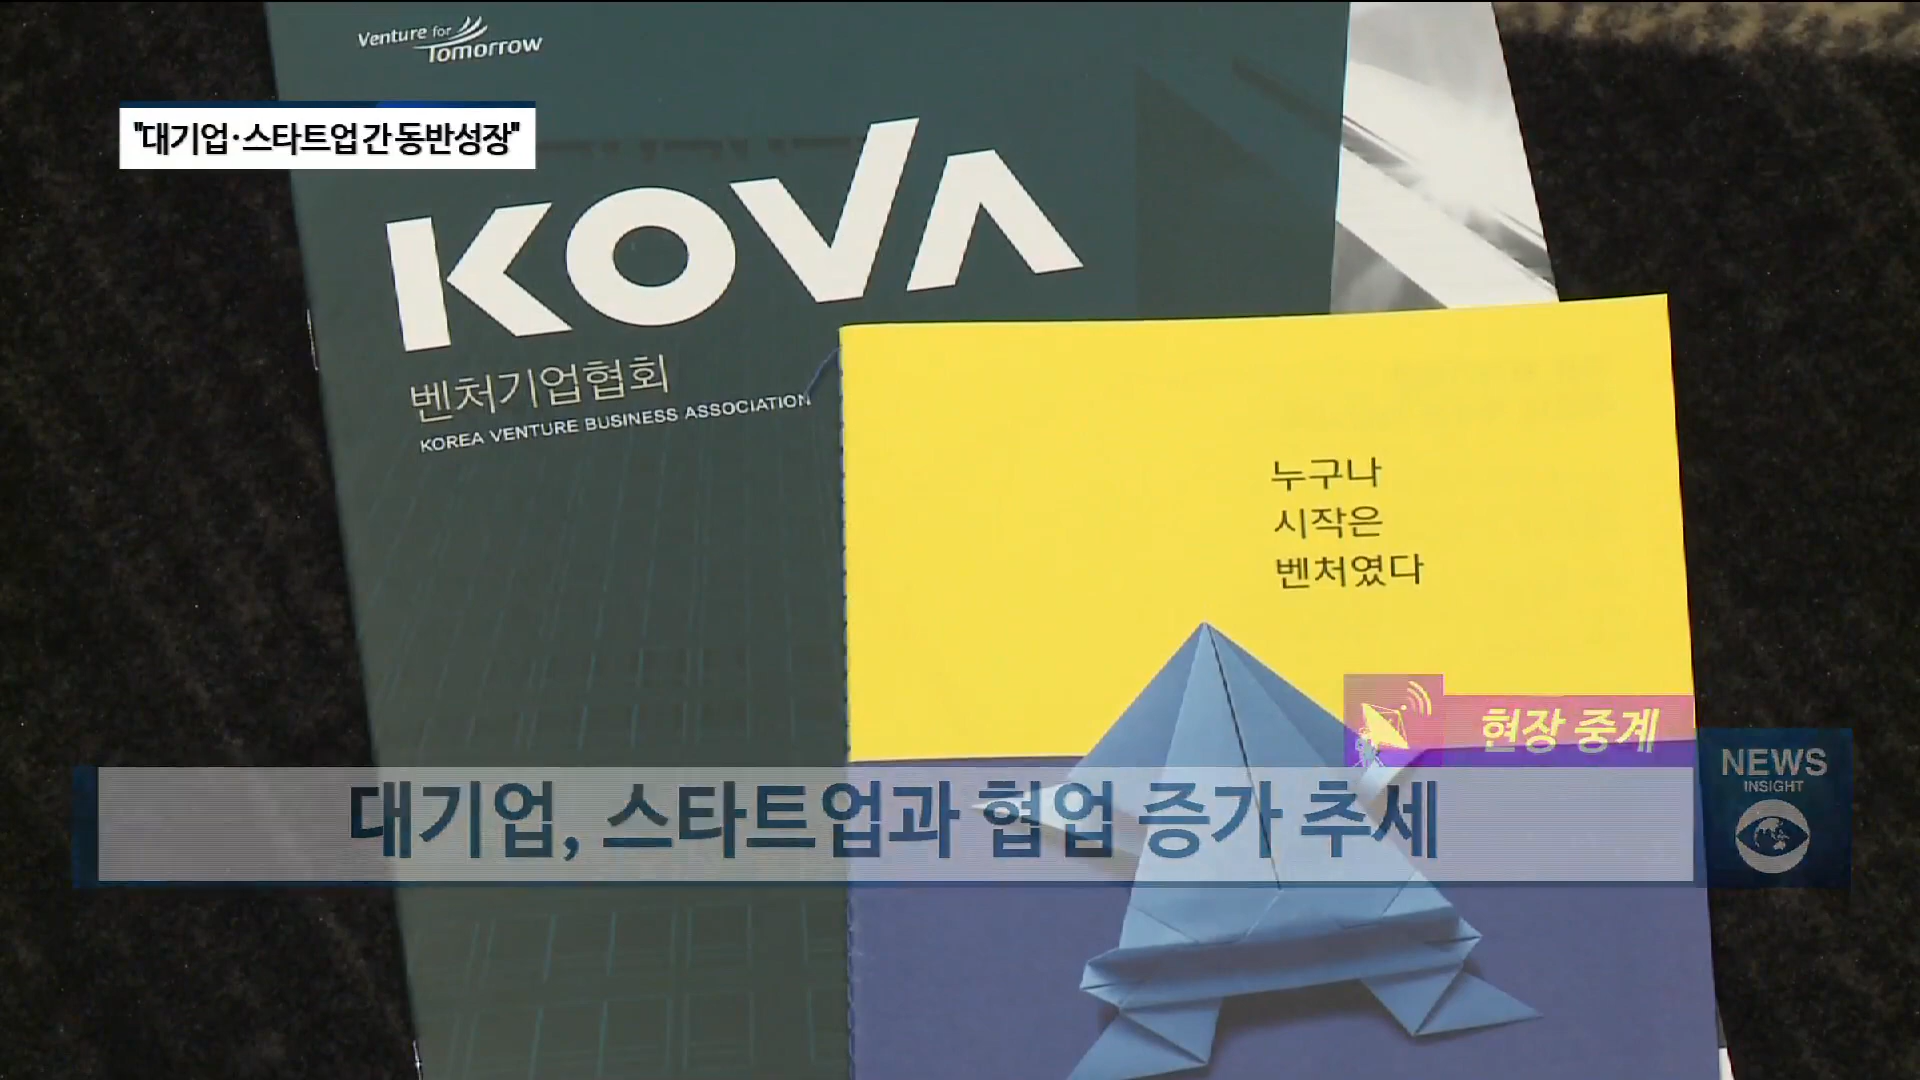 Venture for
Tomorrow
"대기업·스타트업 간 동반성장"
KOVA
벤처기업협회
KOREA VENTURE BUSINESS ASSOCIATION
누구나
시작은
벤처였다
현장 중계
NEWS
INSIGHT
대기업, 스타트업과 협업 증가 추세